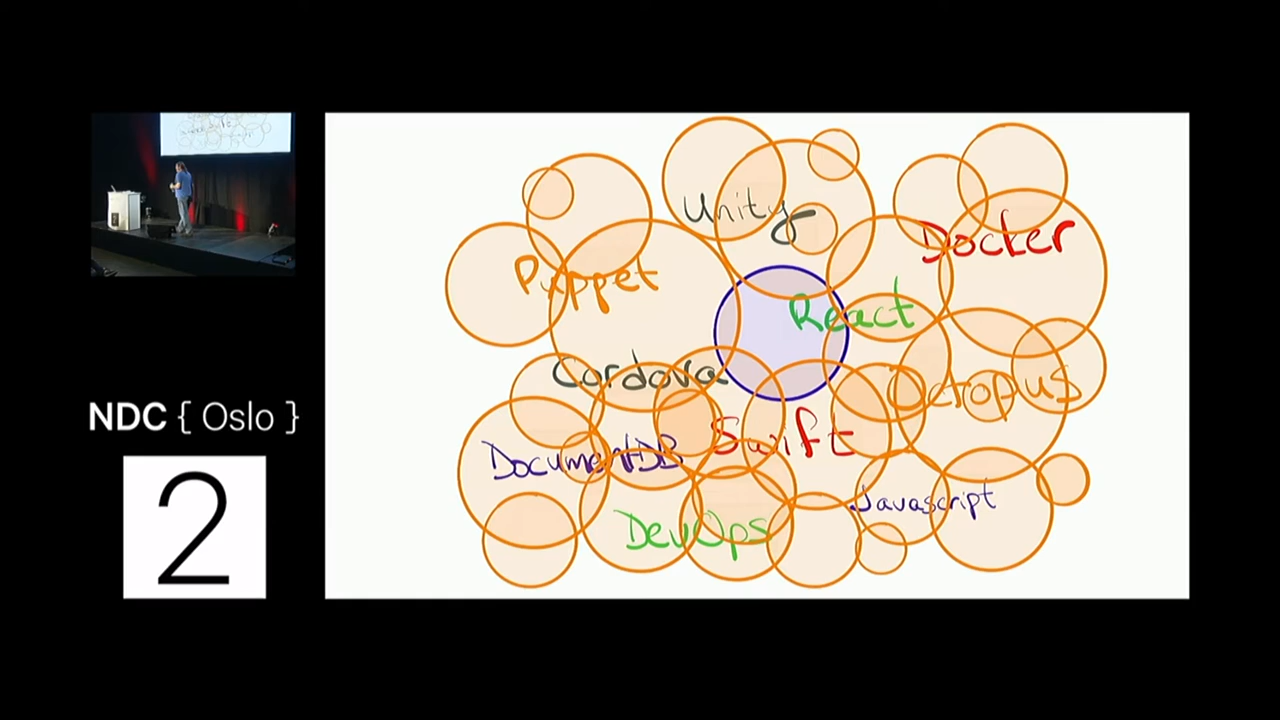 Unity
Docker
Puppet
React
Cordova
Octopus
Swift
DocumentDB
Javascript
DevOps
NDC { Oslo }
2